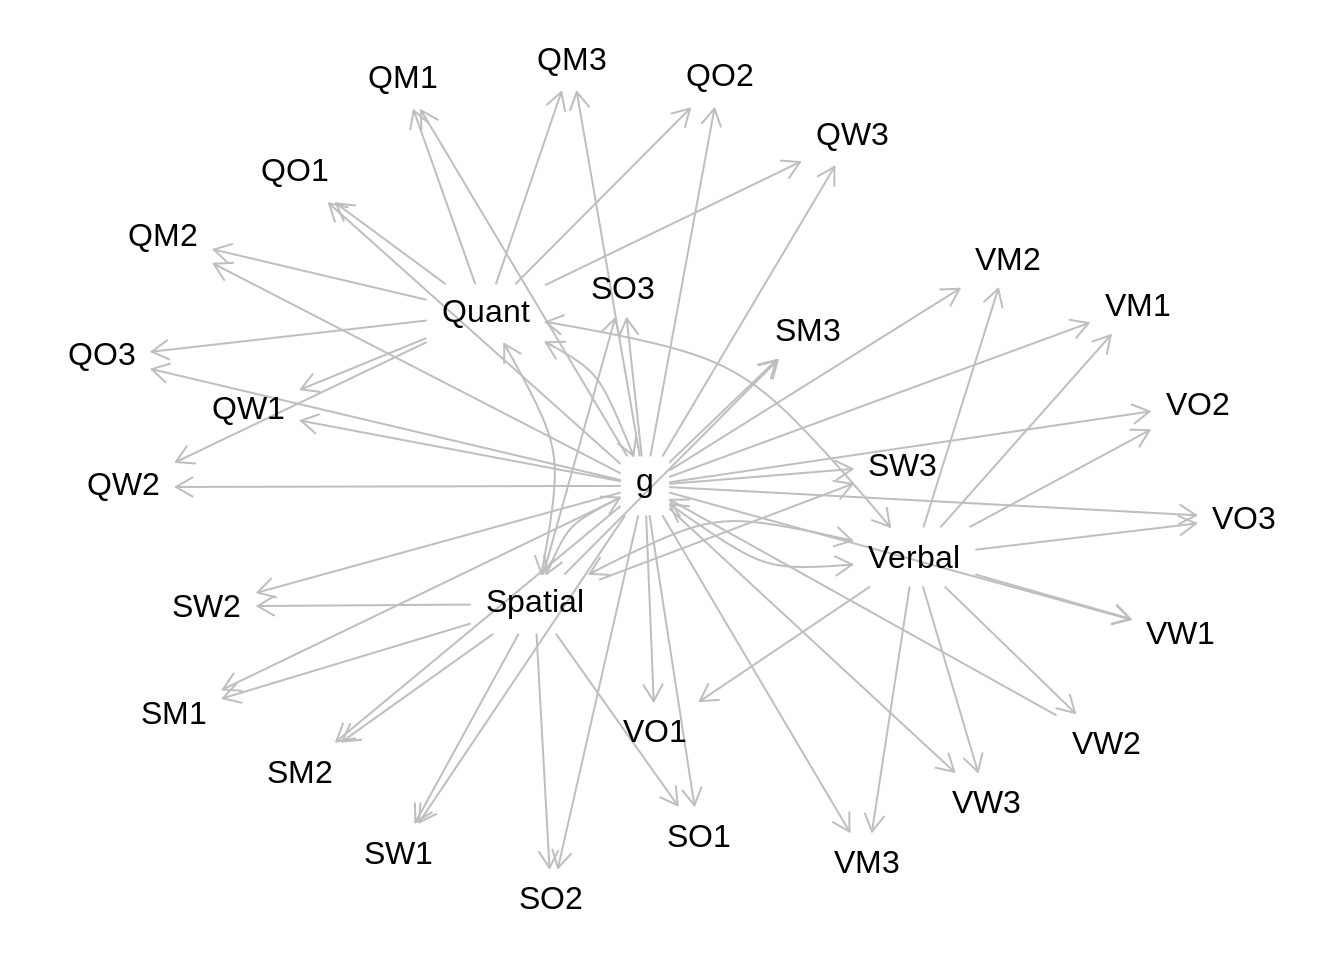 QM3
QO2
QM1
QW3
QO1
QM2
VM2
SO3
VM1
Quant
SM3
QO3
VO2
QW1
SW3
g
QW2
VO3
Verbal
Spatial
SW2
VW1
SM1
VO1
VW2
SM2
VW3
SO1
SW1
VM3
SO2